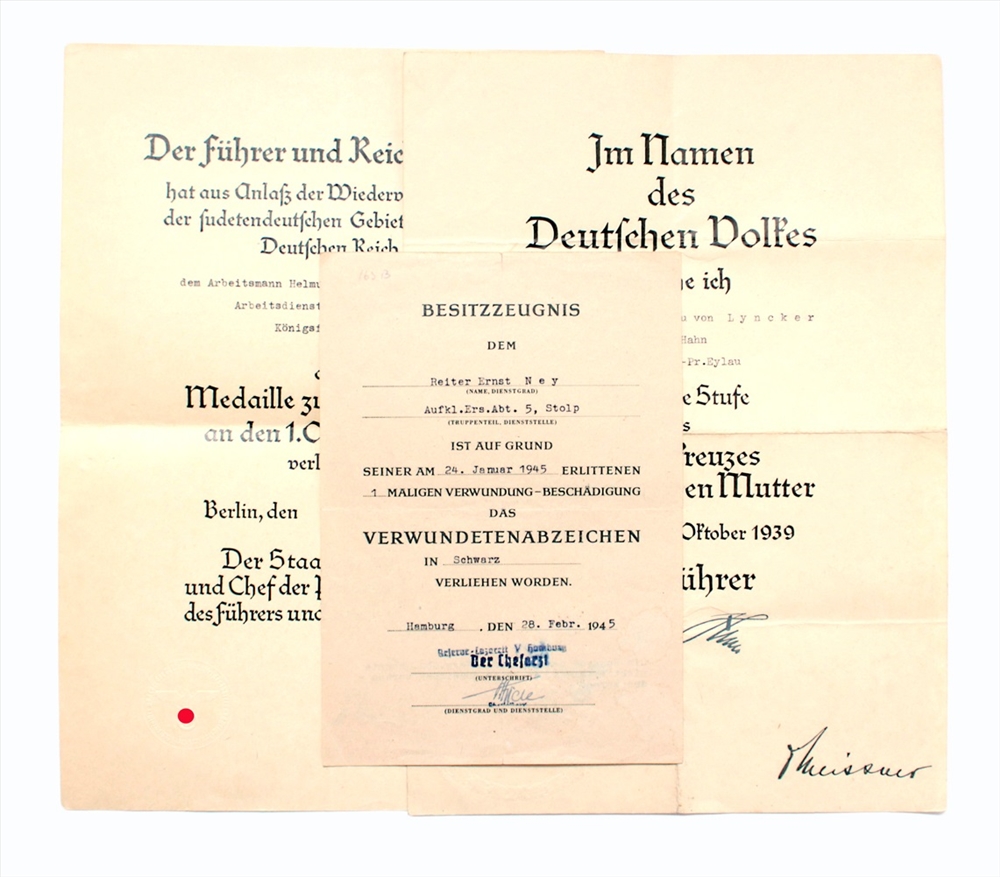 Der Führer und Reic
hat aus Anlaß der Wiederv
der sudetendeutschen Gebiet
Deutschen Reich
dem Arbeitsmann Helmu
Arbeitsdienst
Königsf
Medaille zu
an den 1.O
verl
Berlin, den
Der Staa
und Chef der P
des Führers und
Im Namen
des
Deutschen Volkes
he ich
u von Lyncker
Hahn
-Pr.Eylau
e Stufe
s
reuzes
en Mutter
Oktober 1939
ührer
Meissner
BESITZZEUGNIS
DEM
Reiter Ernst Ney
(NAME, DIENSTGRAD)
Aufkl.Ers.Abt. 5, Stolp
(TRUPPENTEIL, DIENSTSTELLE)
IST AUF GRUND
SEINER AM 24. Januar 1945 ERLITTENEN
1 MALIGEN VERWUNDUNG–BESCHÄDIGUNG
DAS
VERWUNDETENABZEICHEN
IN Schwarz
VERLIEHEN WORDEN.
Hamburg, DEN 28. Febr. 1945
Reserve-Lazarett V Hamburg
Der Chefarzt
(UNTERSCHRIFT)
(DIENSTGRAD UND DIENSTSTELLE)